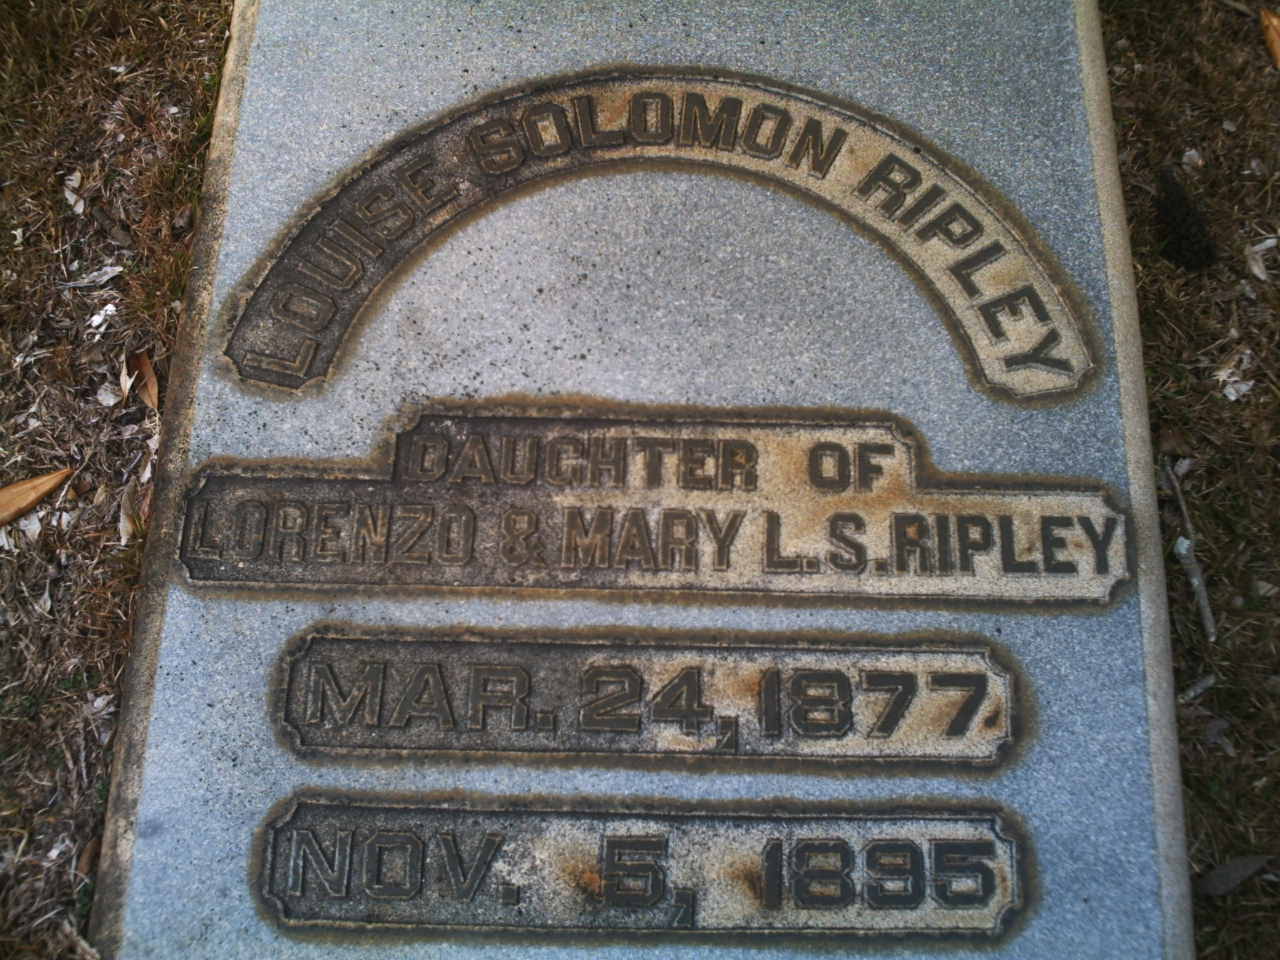 LOUISE SOLOMON RIPLEY
DAUGHTER OF
LORENZO & MARY L.S.RIPLEY
MAR. 24, 1877
NOV. 5, 1895